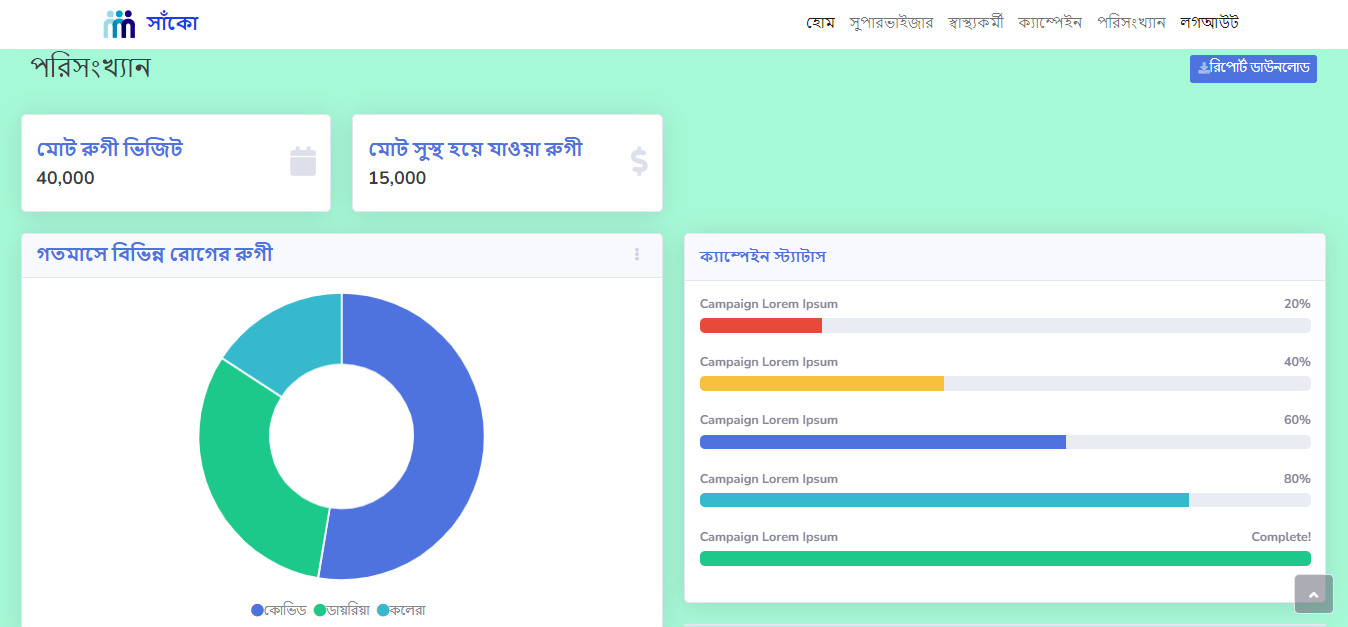 সাঁকো
হোম সুপারভাইজার স্বাস্থ্যকর্মী ক্যাম্পেইন পরিসংখ্যান লগআউট
পরিসংখ্যান
রিপোর্ট ডাউনলোড
মোট রুগী ভিজিট
40,000
মোট সুস্থ হয়ে যাওয়া রুগী
15,000
গতমাসে বিভিন্ন রোগের রুগী
কোভিড ডায়রিয়া কলেরা
ক্যাম্পেইন স্ট্যাটাস
Campaign Lorem Ipsum 20%
Campaign Lorem Ipsum 40%
Campaign Lorem Ipsum 60%
Campaign Lorem Ipsum 80%
Campaign Lorem Ipsum Complete!